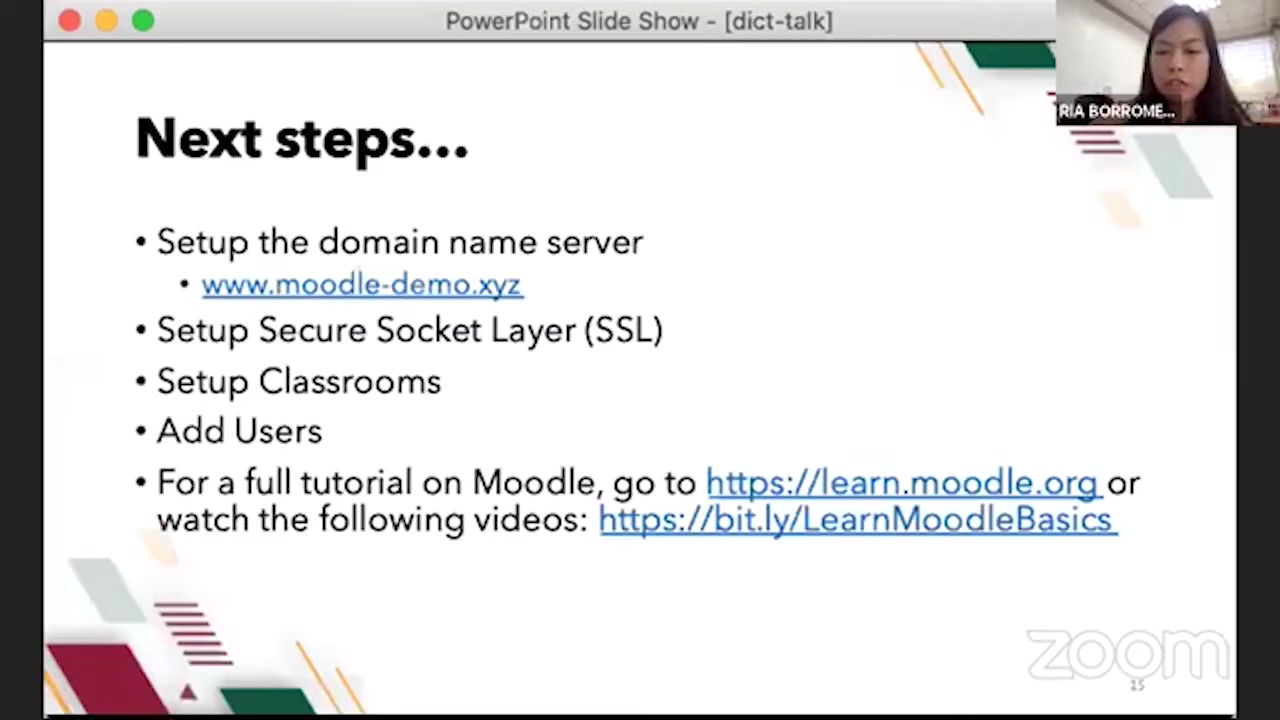 PowerPoint Slide Show - [dict-talk]
RIA BORROME...
Next steps...
• Setup the domain name server
• www.moodle-demo.xyz
• Setup Secure Socket Layer (SSL)
• Setup Classrooms
• Add Users
• For a full tutorial on Moodle, go to https://learn.moodle.org or
watch the following videos: https://bit.ly/LearnMoodleBasics
zoom
15